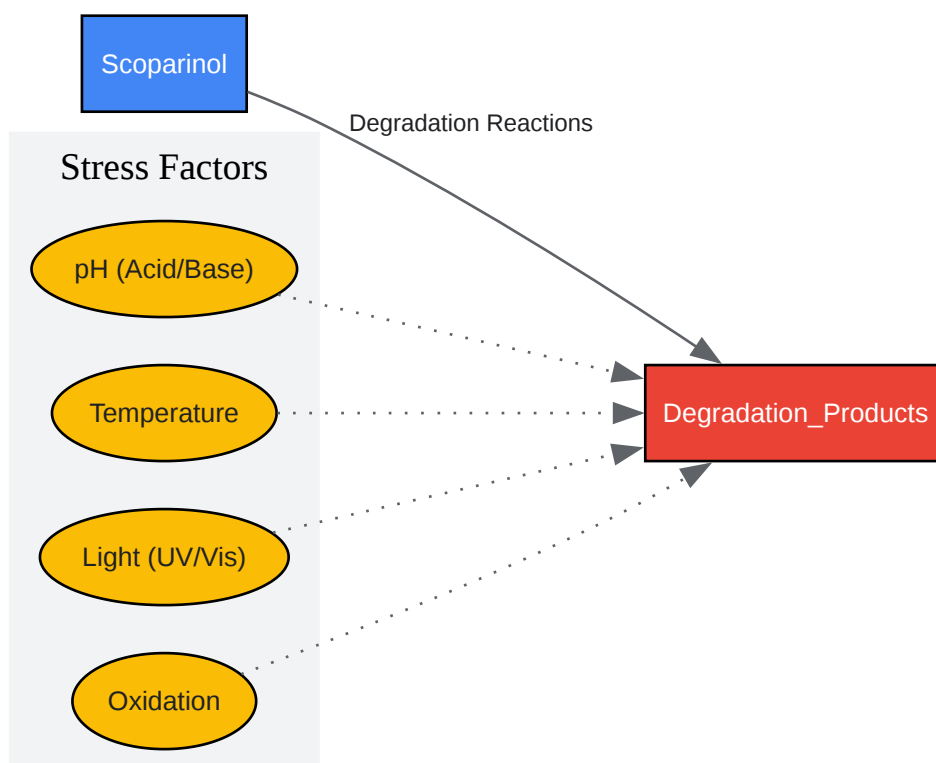 Scoparinol
Degradation Reactions
Stress Factors
pH (Acid/Base)
Temperature
Degradation_Products
Light (UV/Vis)
Oxidation